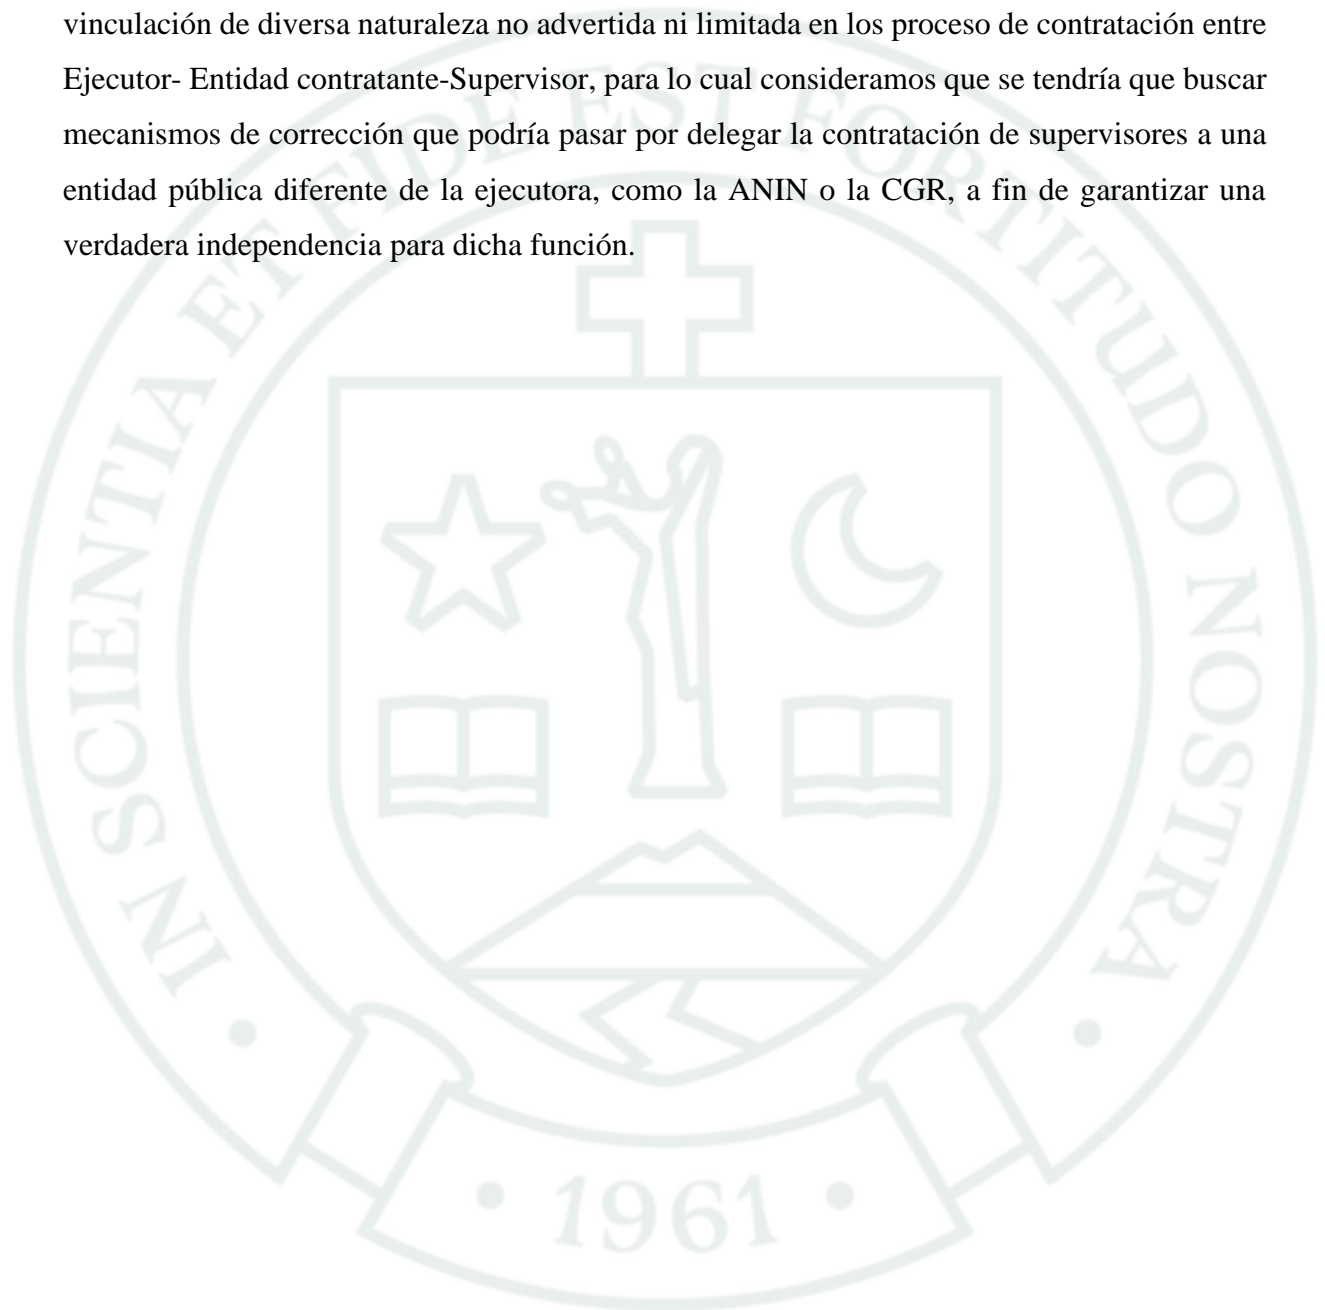 vinculación de diversa naturaleza no advertida ni limitada en los proceso de contratación entre
Ejecutor- Entidad contratante-Supervisor, para lo cual consideramos que se tendría que buscar
mecanismos de corrección que podría pasar por delegar la contratación de supervisores a una
entidad pública diferente de la ejecutora, como la ANIN o la CGR, a fin de garantizar una
verdadera independencia para dicha función.
IN SCIENTIA ET FIDE EST FORTITUDO NOSTRA
• 1961 •